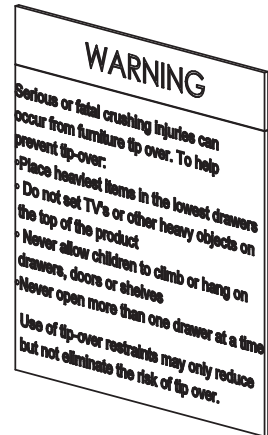 WARNING
Serious or fatal crushing injuries can
occur from furniture tip over. To help
prevent tip-over:
◦Place heaviest items in the lowest drawers
◦ Do not set TV's or other heavy objects on
the top of the product
◦ Never allow children to climb or hang on
drawers, doors or shelves
◦Never open more than one drawer at a time
Use of tip-over restraints may only reduce
but not eliminate the risk of tip over.